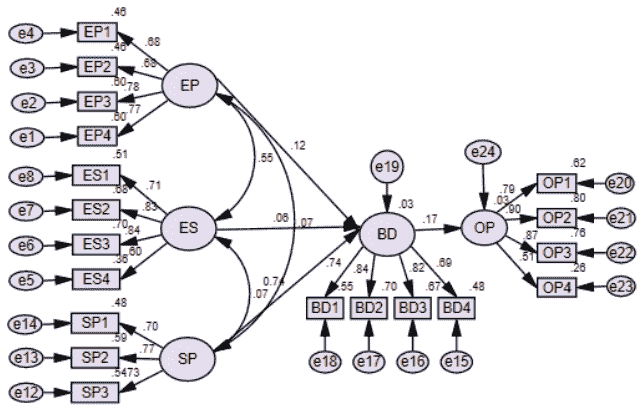 .46
e4 EP1 .68
.46
e3 EP2 .68
.60 .78
e2 EP3 .77
.60
e1 EP4
EP
.51
e8 ES1 .71
.68
e7 ES2 .83
.70
e6 ES3 .84
.36 .60
e5 ES4
ES
.48
e14 SP1 .70
.59
e13 SP2 .77
.5473
e12 SP3
SP
.55
.12
.06
.07
0.74
.07
e19
.03
BD
.17
.74 .84 .82 .69
.55 .70 .67 .48
BD1 BD2 BD3 BD4
e18 e17 e16 e15
e24
.03
OP
.62
.79 OP1 e20
.80
.90 OP2 e21
.76
.87 OP3 e22
.26
.51 OP4 e23